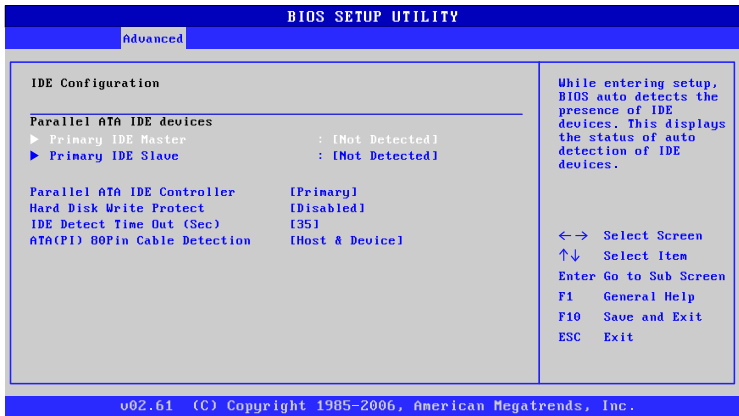 BIOS SETUP UTILITY
Advanced
IDE Configuration
Parallel ATA IDE devices
▶ Primary IDE Master : [Not Detected]
▶ Primary IDE Slave : [Not Detected]
Parallel ATA IDE Controller [Primary]
Hard Disk Write Protect [Disabled]
IDE Detect Time Out (Sec) [35]
ATA(PI) 80Pin Cable Detection [Host & Device]
While entering setup,
BIOS auto detects the
presence of IDE
devices. This displays
the status of auto
detection of IDE
devices.
←→ Select Screen
↑↓ Select Item
Enter Go to Sub Screen
F1 General Help
F10 Save and Exit
ESC Exit
v02.61 (C) Copyright 1985-2006, American Megatrends, Inc.